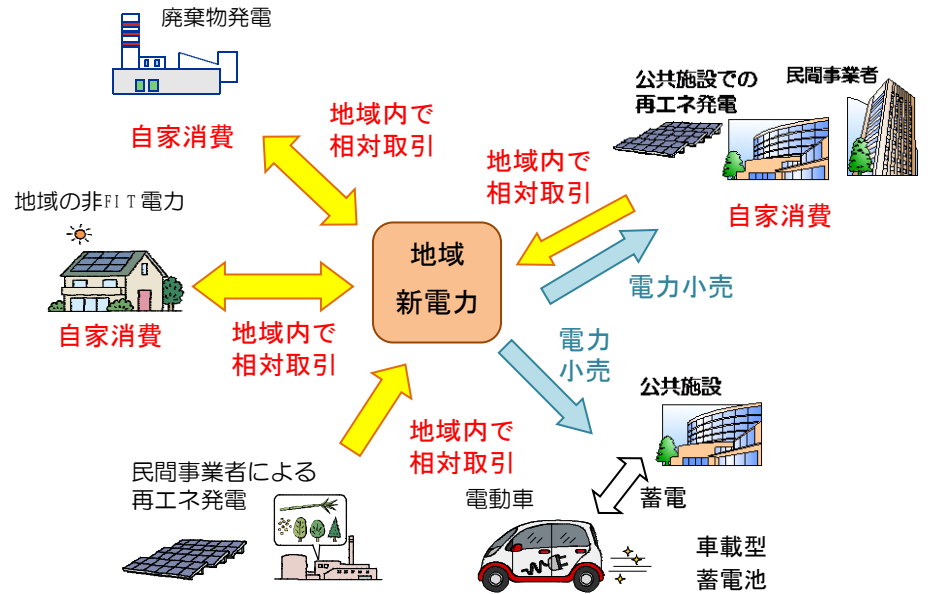 廃棄物発電
自家消費
地域内で
相対取引
公共施設での
再エネ発電
民間事業者
地域内で
相対取引
自家消費
地域の非FIT電力
自家消費
地域内で
相対取引
地域
新電力
電力小売
電力
小売
公共施設
地域内で
相対取引
民間事業者による
再エネ発電
電動車
蓄電
車載型
蓄電池